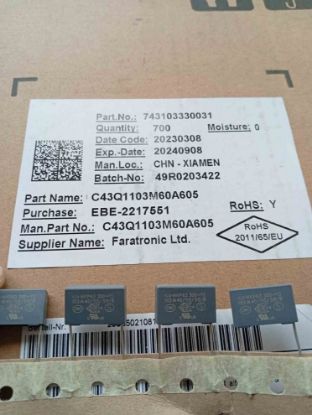 Part.No.: 743103330031
Quantity: 700 Moisture: 0
Date Code: 20230308
Exp.-Date: 20240908
Man.Loc.: CHN - XIAMEN
Batch-No: 49R0203422
Part Name: C43Q1103M60A605
Purchase: EBE-2217551 RoHS: Y
Man.Part No.: C43Q1103M60A605
Supplier Name: Faratronic Ltd.
RoHS
2011/65/EU